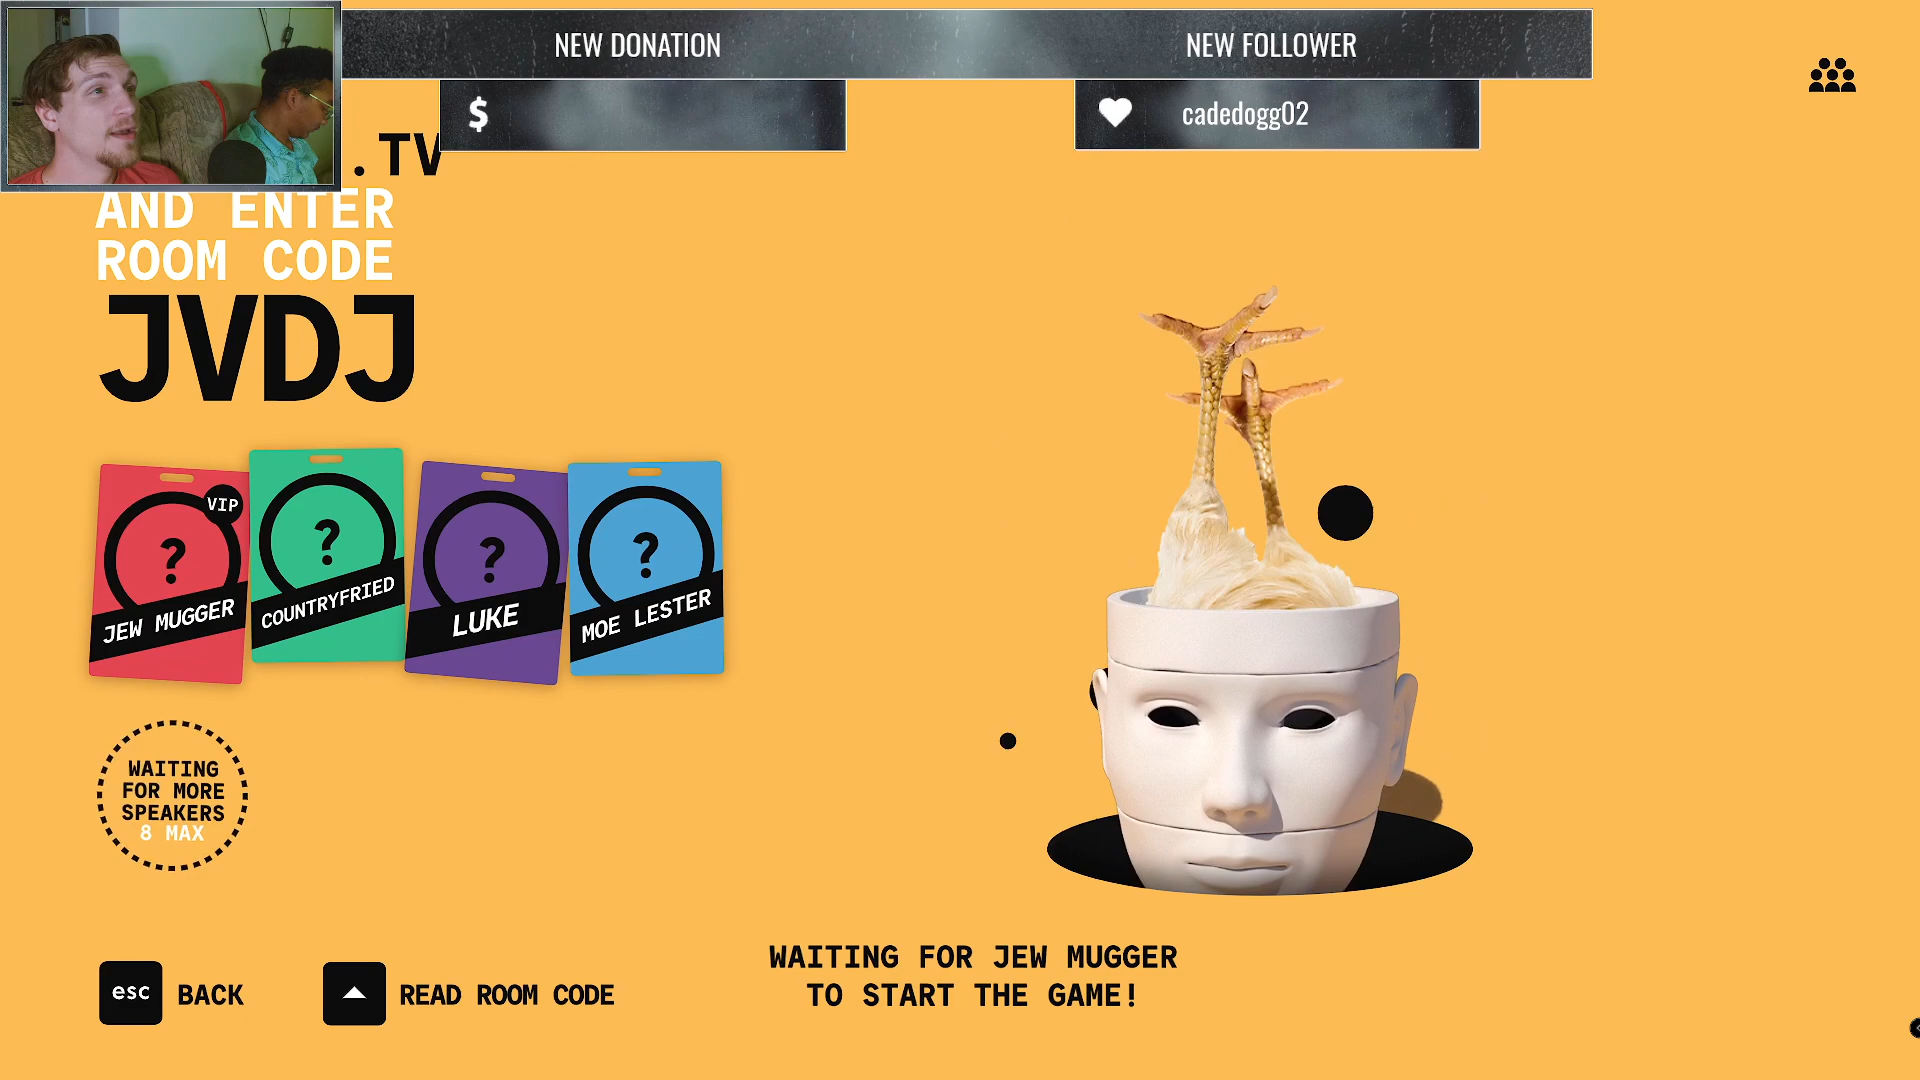 NEW DONATION
NEW FOLLOWER
$
cadedogg02
.TV
AND ENTER
ROOM CODE
JVDJ
VIP
?
JEW MUGGER
?
COUNTRYFRIED
?
LUKE
?
MOE LESTER
WAITING
FOR MORE
SPEAKERS
8 MAX
WAITING FOR JEW MUGGER
TO START THE GAME!
esc BACK
READ ROOM CODE